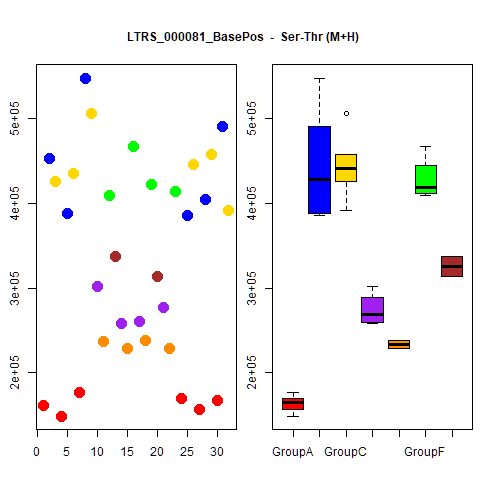 LTRS_000081_BasePos  -  Ser-Thr (M+H)
5e+05
4e+05
3e+05
2e+05
0 5 10 15 20 25 30
5e+05
4e+05
3e+05
2e+05
GroupA GroupC GroupF